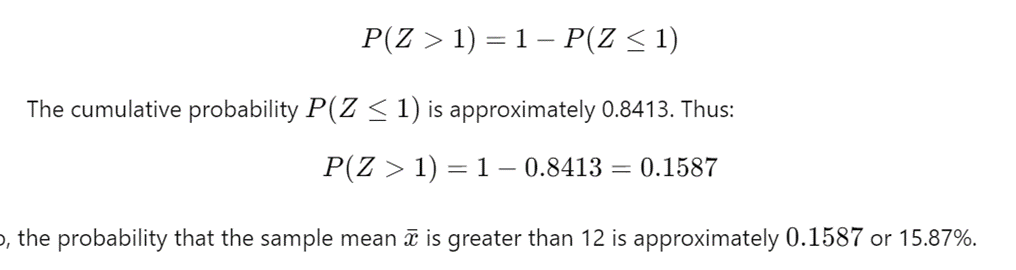 P(Z > 1) = 1 − P(Z ≤ 1)
The cumulative probability P(Z ≤ 1) is approximately 0.8413. Thus:
P(Z > 1) = 1 − 0.8413 = 0.1587
, the probability that the sample mean x̄ is greater than 12 is approximately 0.1587 or 15.87%.